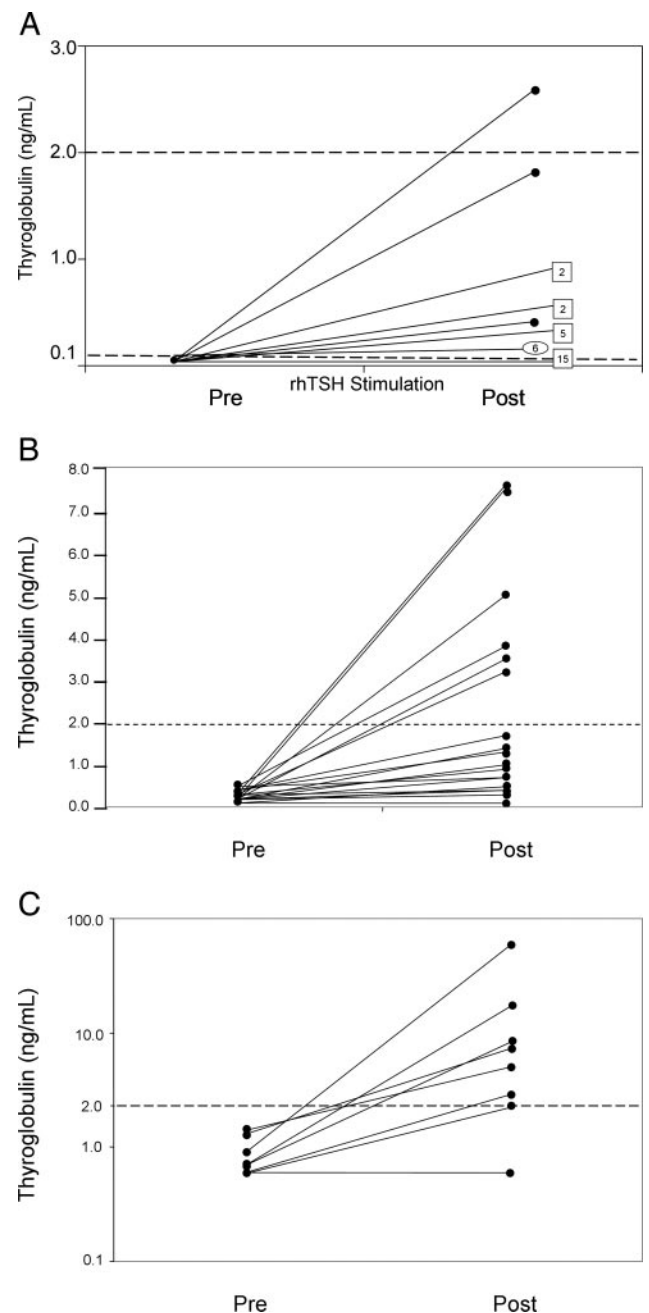 A
Thyroglobulin (ng/mL)
3.0
2.0
1.0
0.1
2
2
5
6
15
rhTSH Stimulation
Pre
Post
B
Thyroglobulin (ng/mL)
8.0
7.0
6.0
5.0
4.0
3.0
2.0
1.0
0.0
Pre
Post
C
Thyroglobulin (ng/mL)
100.0
10.0
2.0
1.0
0.1
Pre
Post